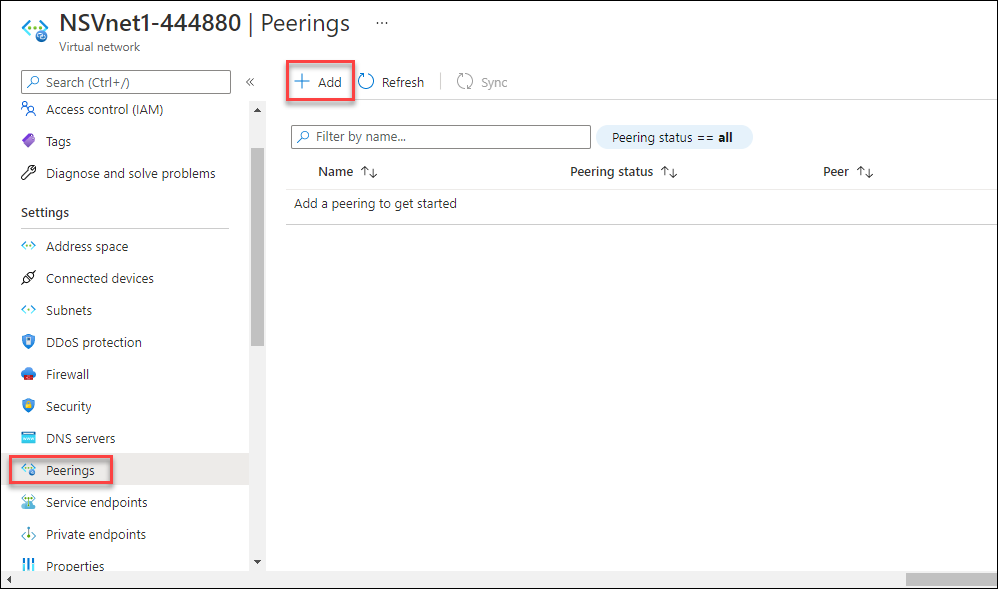 NSVnet1-444880 | Peerings ...
Virtual network
Search (Ctrl+/) «
Access control (IAM)
Tags
Diagnose and solve problems
Settings
Address space
Connected devices
Subnets
DDoS protection
Firewall
Security
DNS servers
Peerings
Service endpoints
Private endpoints
Properties
+ Add Refresh Sync
Filter by name... Peering status == all
Name ↑↓ Peering status ↑↓ Peer ↑↓
Add a peering to get started